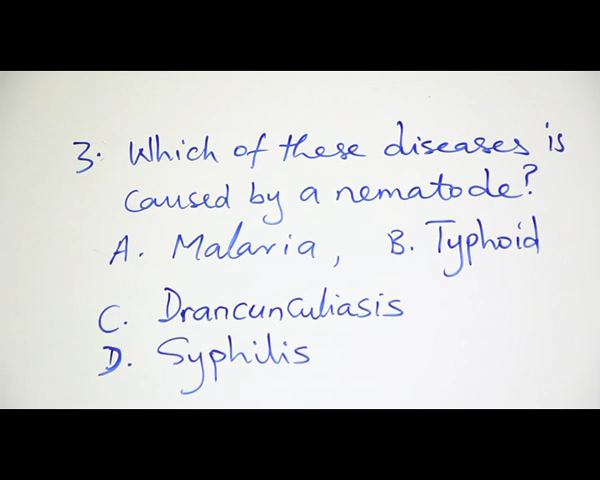 3. Which of these diseases is
caused by a nematode?
A. Malaria, B. Typhoid
C. Drancunculiasis
D. Syphilis